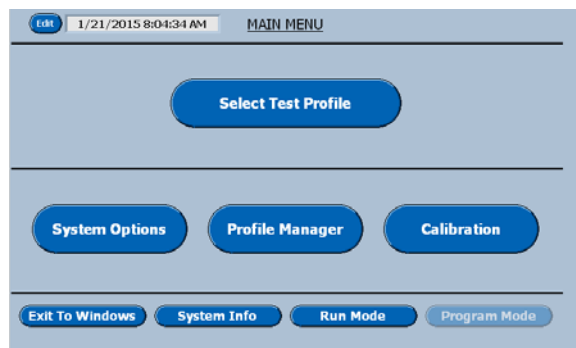 Edit 1/21/2015 8:04:34 AM MAIN MENU
Select Test Profile
System Options Profile Manager Calibration
Exit To Windows System Info Run Mode Program Mode